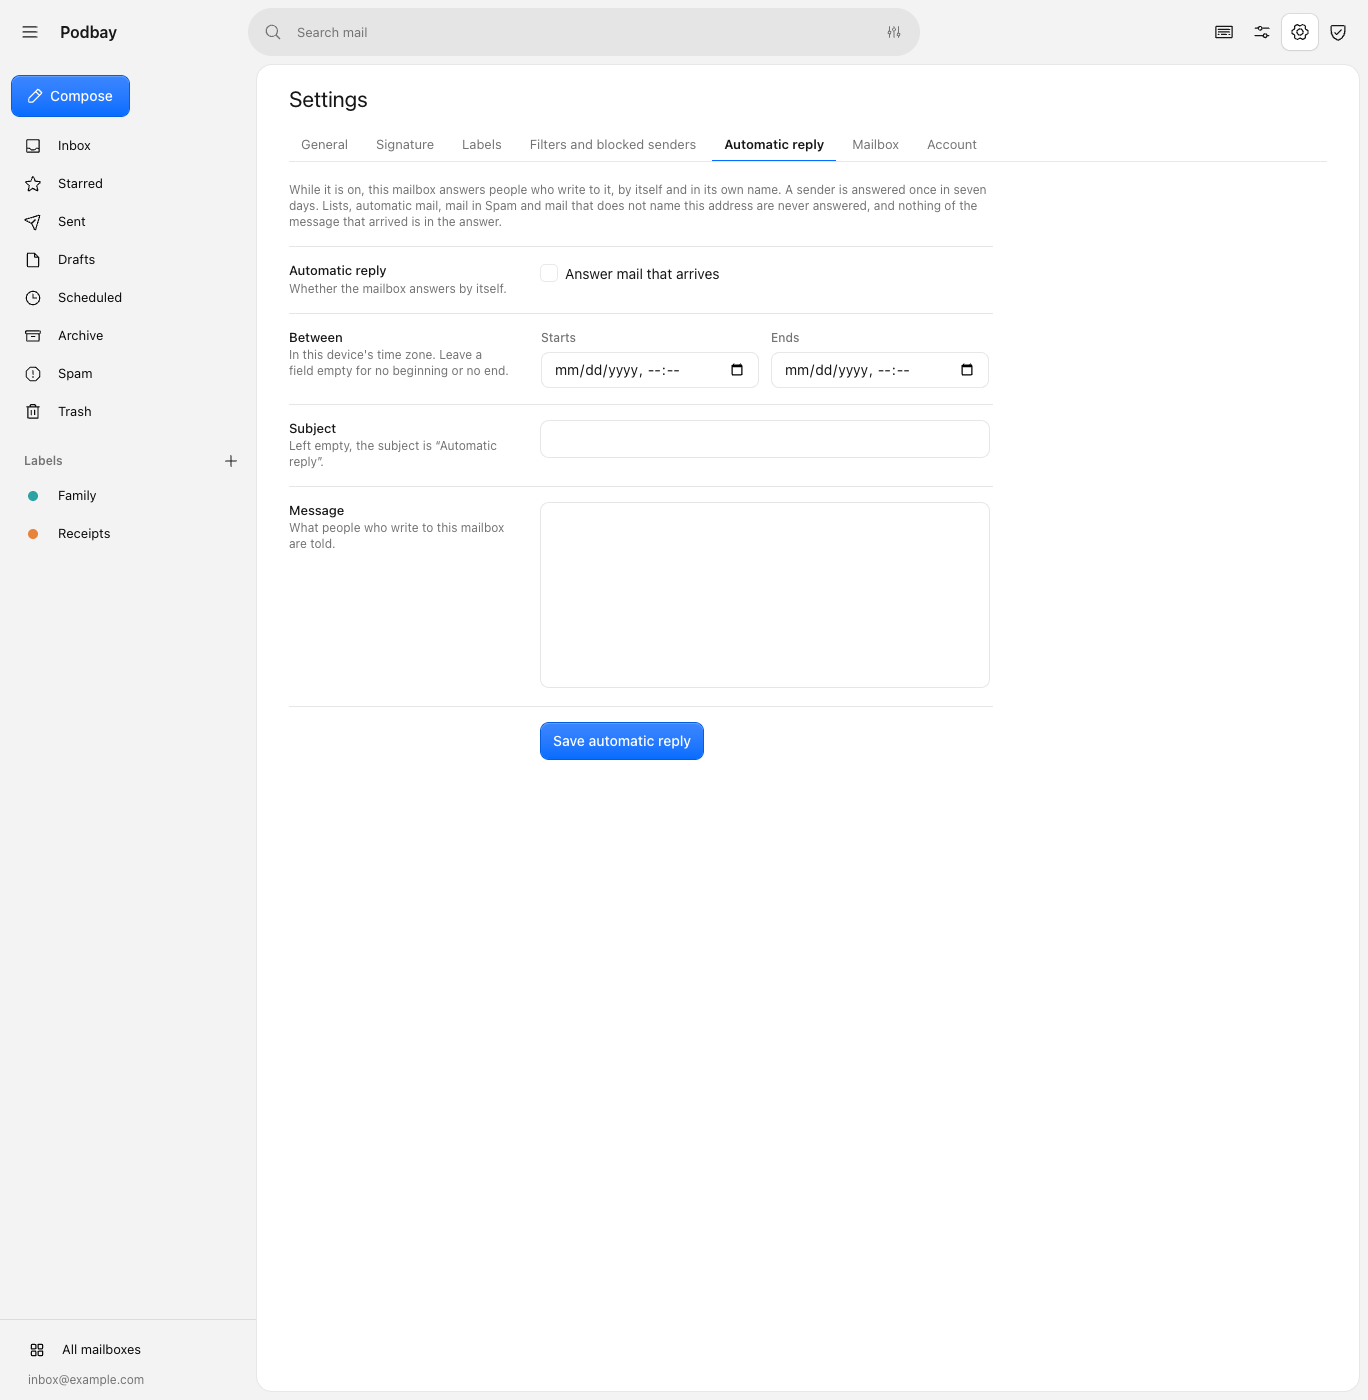 Podbay
Search mail
Compose
Inbox
Starred
Sent
Drafts
Scheduled
Archive
Spam
Trash
Labels
Family
Receipts
All mailboxes
inbox@example.com
Settings
General
Signature
Labels
Filters and blocked senders
Automatic reply
Mailbox
Account
While it is on, this mailbox answers people who write to it, by itself and in its own name. A sender is answered once in seven
days. Lists, automatic mail, mail in Spam and mail that does not name this address are never answered, and nothing of the
message that arrived is in the answer.
Automatic reply
Whether the mailbox answers by itself.
Answer mail that arrives
Between
In this device's time zone. Leave a
field empty for no beginning or no end.
Starts
mm/dd/yyyy, --:--
Ends
mm/dd/yyyy, --:--
Subject
Left empty, the subject is “Automatic
reply”.
Message
What people who write to this mailbox
are told.
Save automatic reply